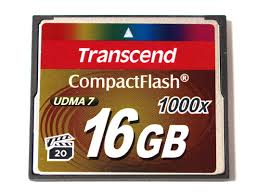 Transcend
CompactFlash®
UDMA 7
1000x
16GB
20